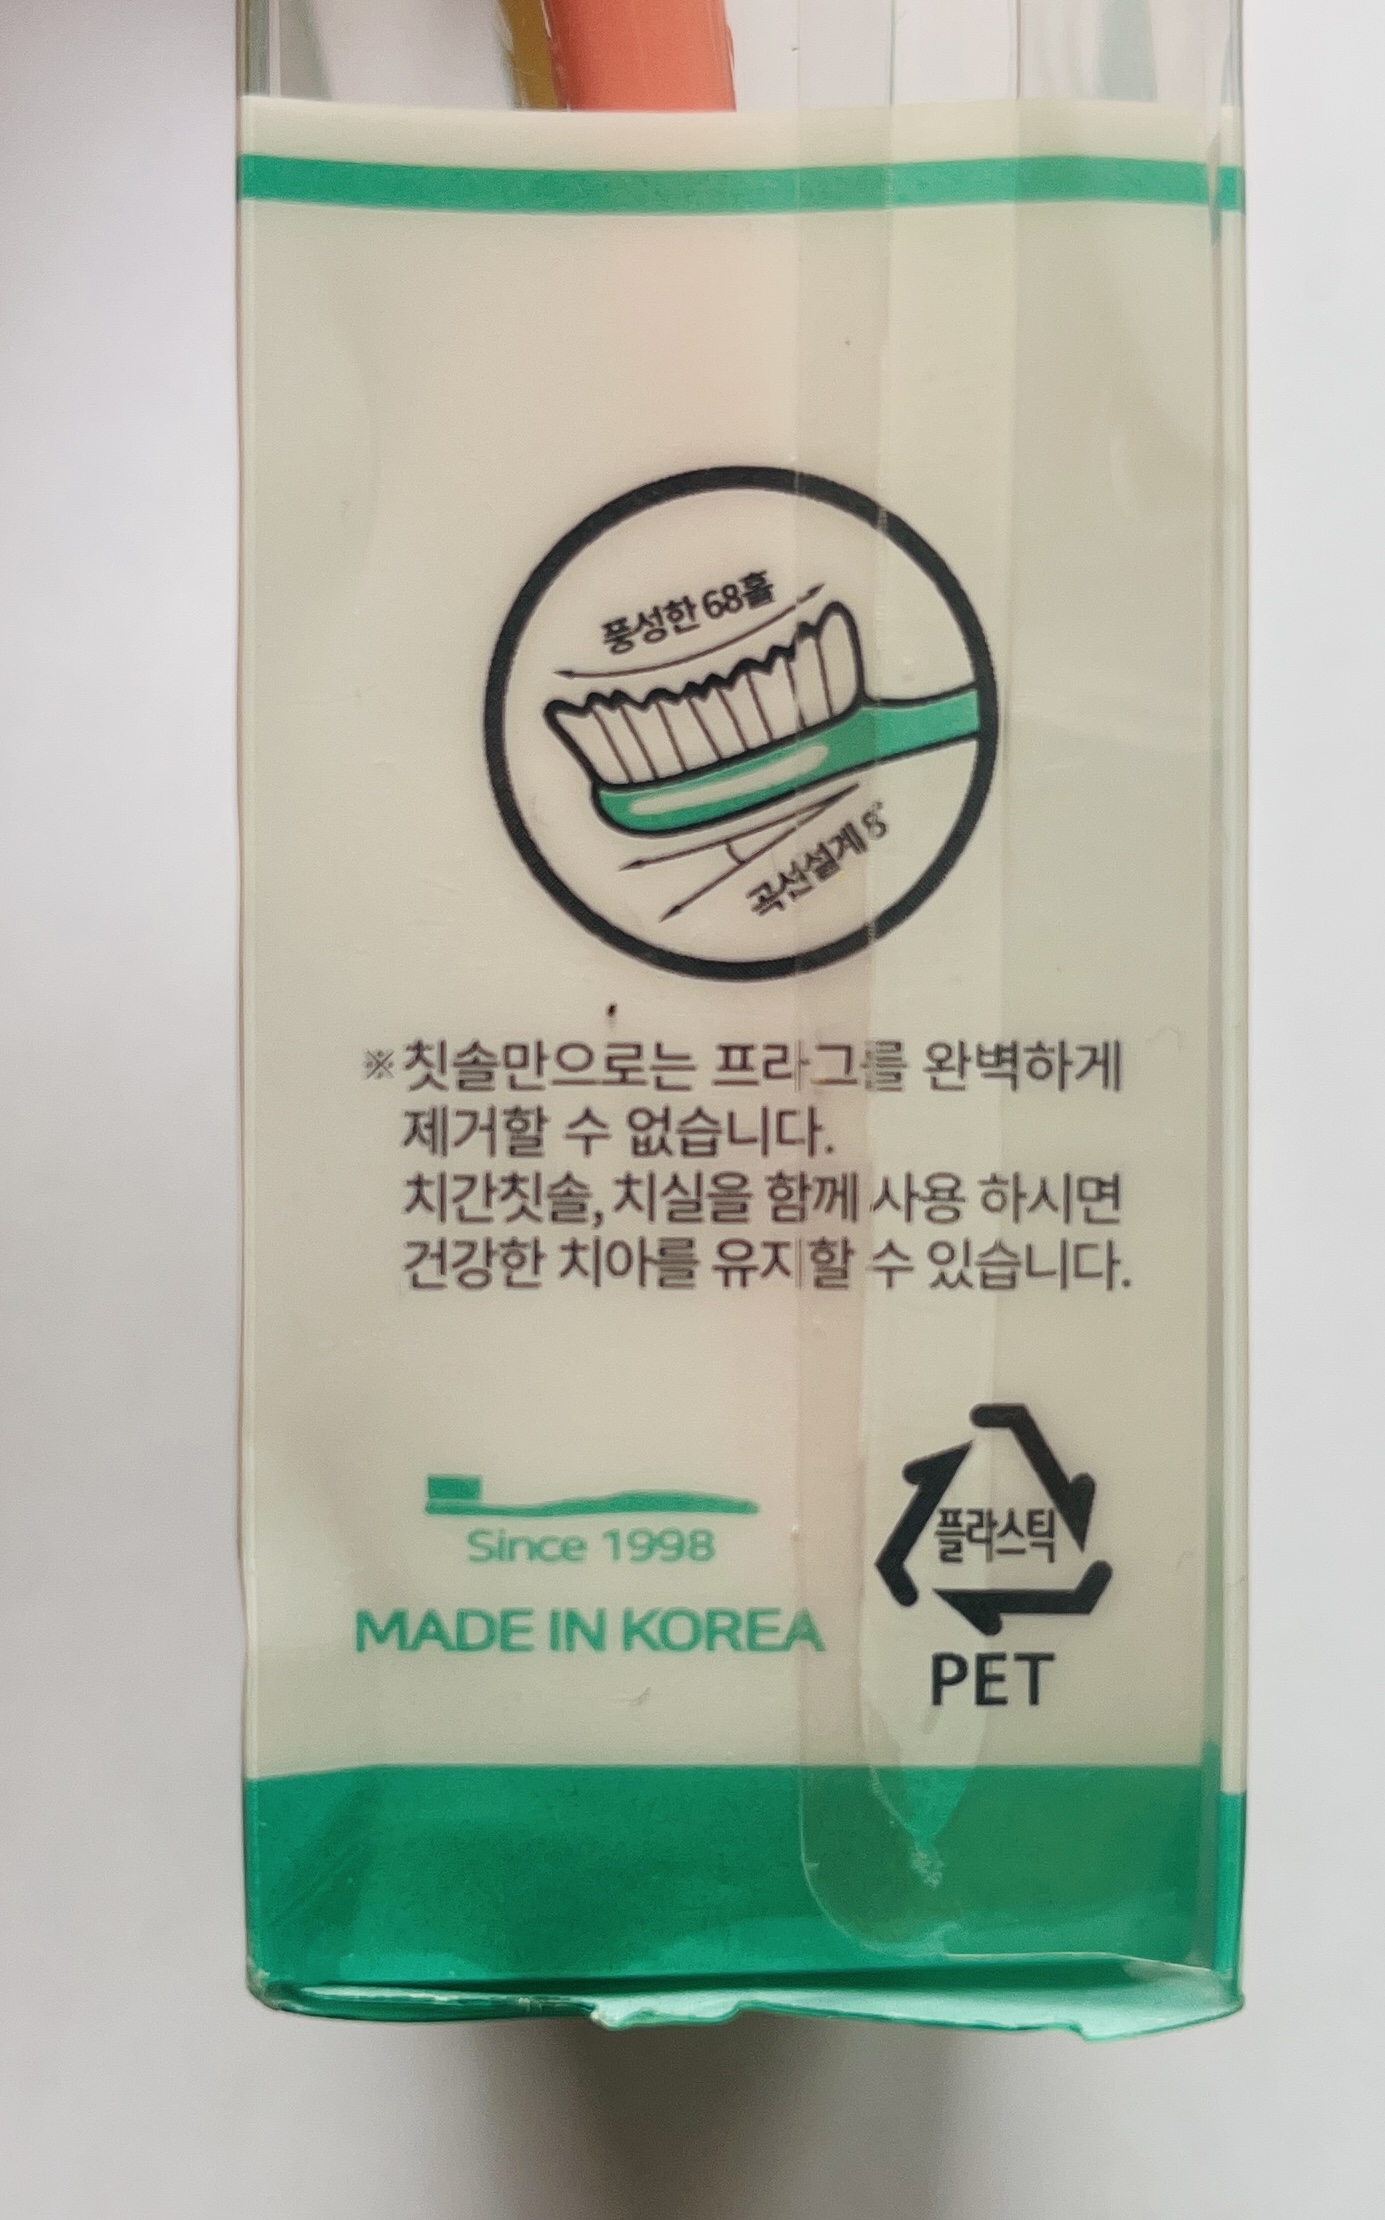 풍성한 68홀
곡선설계 8°
※ 칫솔만으로는 프라그를 완벽하게
제거할 수 없습니다.
치간칫솔, 치실을 함께 사용 하시면
건강한 치아를 유지할 수 있습니다.
Since 1998
MADE IN KOREA
플라스틱
PET